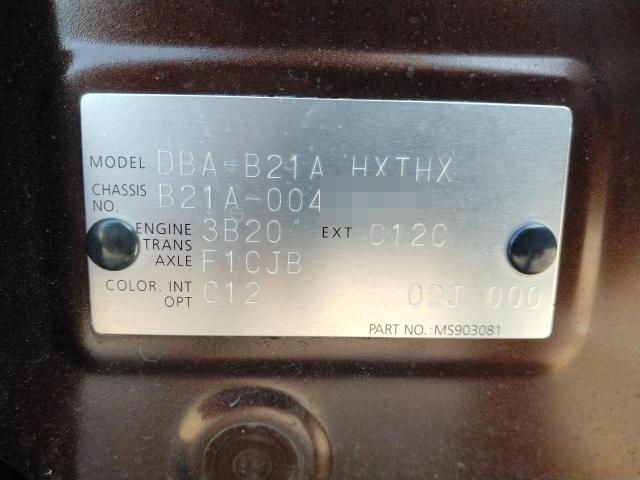 MODEL DBA-B21A HXTHX
CHASSIS NO. B21A-004
ENGINE 3B20 EXT C12C
TRANS AXLE F1CJB
COLOR. INT C12
OPT 02J 000
PART NO.: MS903081